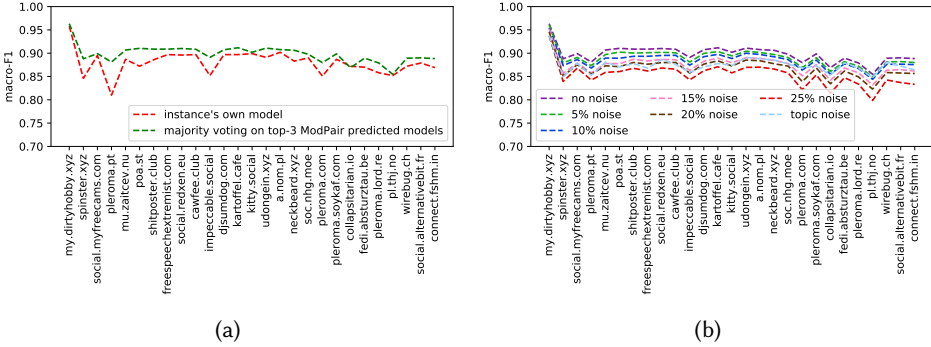 1.00
0.95
0.90
0.85
0.80
0.75
0.70
macro-F1
instance's own model
majority voting on top-3 ModPair predicted models
my.dirtyhobby.xyz
spinster.xyz
social.myfreecams.com
pleroma.pt
mu.zaitcev.nu
poa.st
shitposter.club
freespeechextremist.com
social.redxen.eu
cawfee.club
impeccable.social
djsumdog.com
kartoffel.cafe
kitty.social
udongein.xyz
a.nom.pl
neckbeard.xyz
soc.nhg.moe
pleroma.com
pleroma.soykaf.com
collapsitarian.io
fedi.absturztau.be
pleroma.lord.re
pl.thj.no
wirebug.ch
social.alternativebit.fr
connect.fshm.in
(a)
1.00
0.95
0.90
0.85
0.80
0.75
0.70
macro-F1
no noise
5% noise
10% noise
15% noise
20% noise
25% noise
topic noise
my.dirtyhobby.xyz
spinster.xyz
social.myfreecams.com
pleroma.pt
mu.zaitcev.nu
poa.st
shitposter.club
freespeechextremist.com
social.redxen.eu
cawfee.club
impeccable.social
djsumdog.com
kartoffel.cafe
kitty.social
udongein.xyz
a.nom.pl
neckbeard.xyz
soc.nhg.moe
pleroma.com
pleroma.soykaf.com
collapsitarian.io
fedi.absturztau.be
pleroma.lord.re
pl.thj.no
wirebug.ch
social.alternativebit.fr
connect.fshm.in
(b)